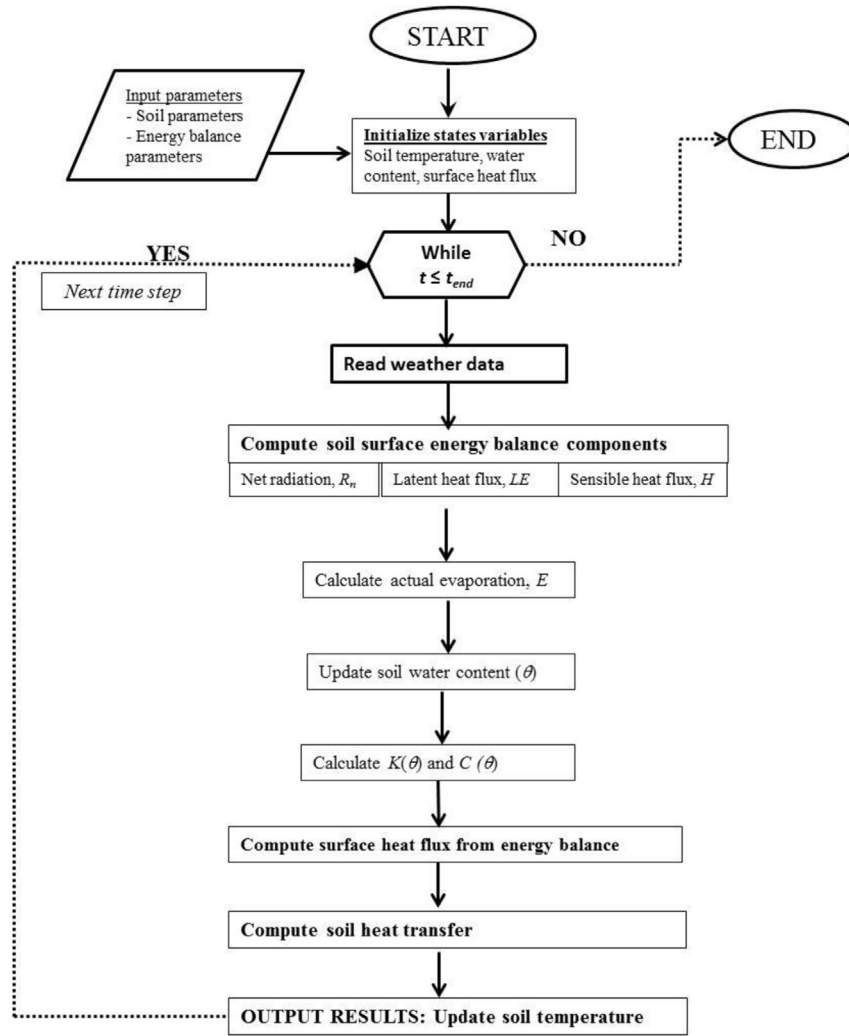 START
Input parameters
- Soil parameters
- Energy balance
parameters
Initialize states variables
Soil temperature, water
content, surface heat flux
END
YES
NO
While
t ≤ t_end
Next time step
Read weather data
Compute soil surface energy balance components
Net radiation, R_n
Latent heat flux, LE
Sensible heat flux, H
Calculate actual evaporation, E
Update soil water content (θ)
Calculate K(θ) and C (θ)
Compute surface heat flux from energy balance
Compute soil heat transfer
OUTPUT RESULTS: Update soil temperature